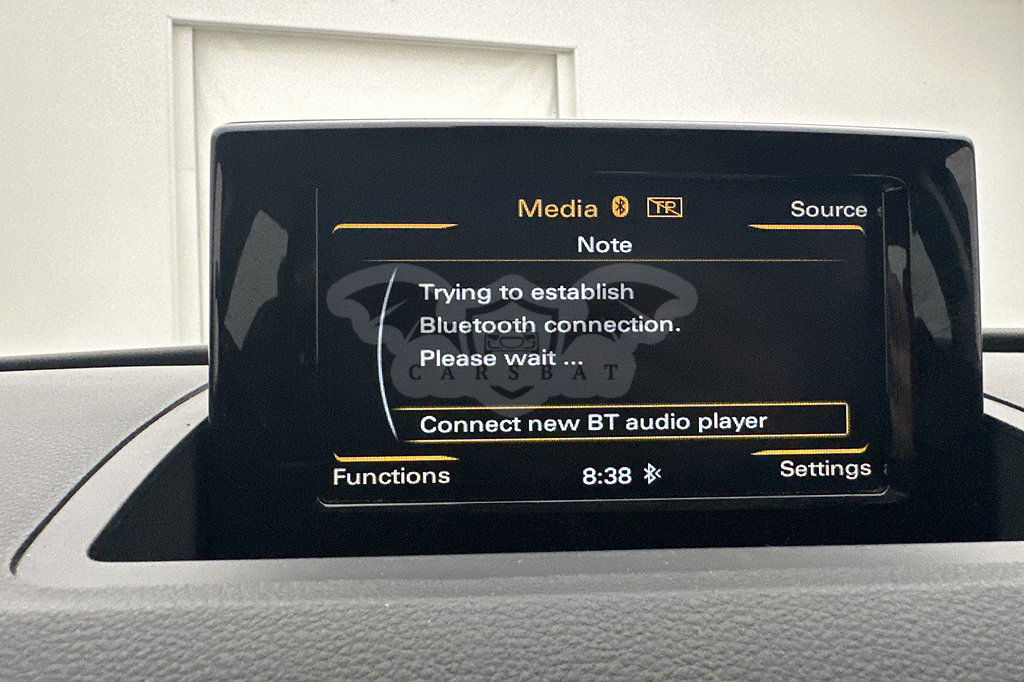 Media TR Source
Note
Trying to establish
Bluetooth connection.
Please wait ...
CARSBAT
Connect new BT audio player
Functions 8:38 Settings